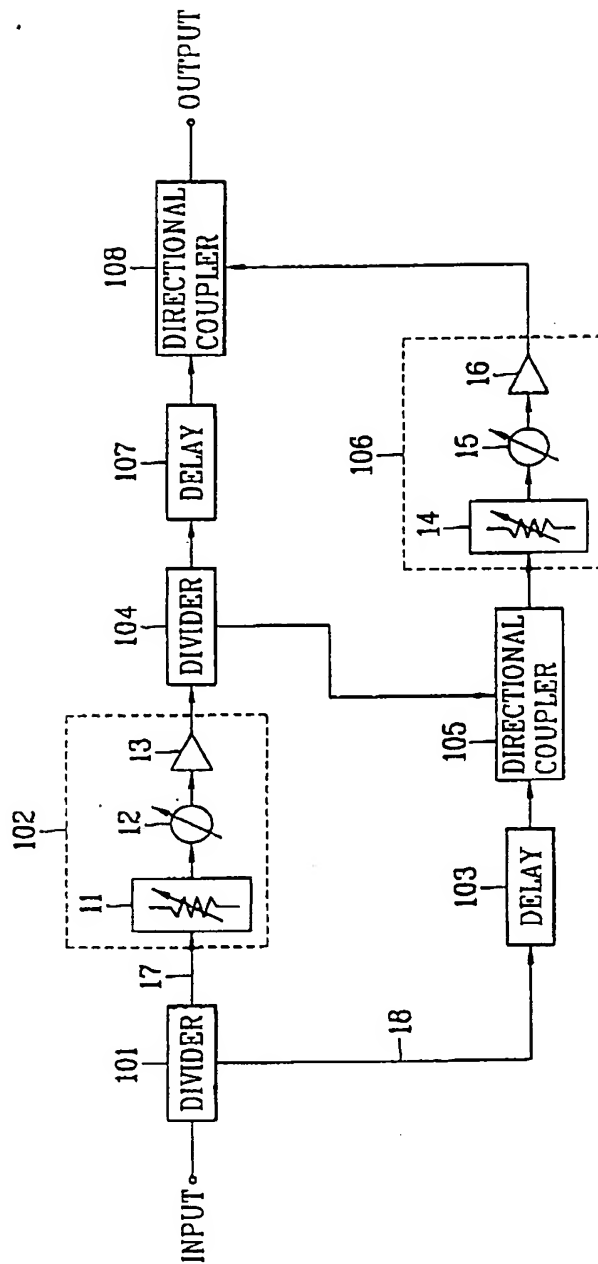 INPUT
101
DIVIDER
17
18
102
11
12
13
104
DIVIDER
107
DELAY
108
DIRECTIONAL
COUPLER
OUTPUT
103
DELAY
105
DIRECTIONAL
COUPLER
106
14
15
16